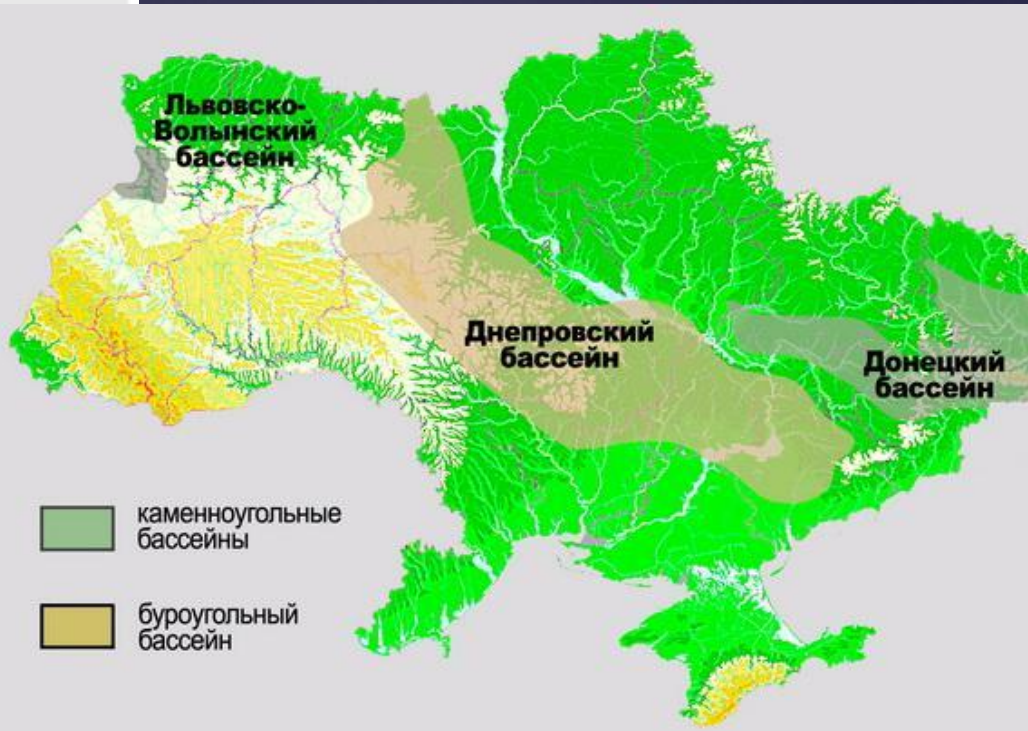 Львовско-
Волынский
бассейн
Днепровский
бассейн
Донецкий
бассейн
каменноугольные
бассейны
буроугольный
бассейн